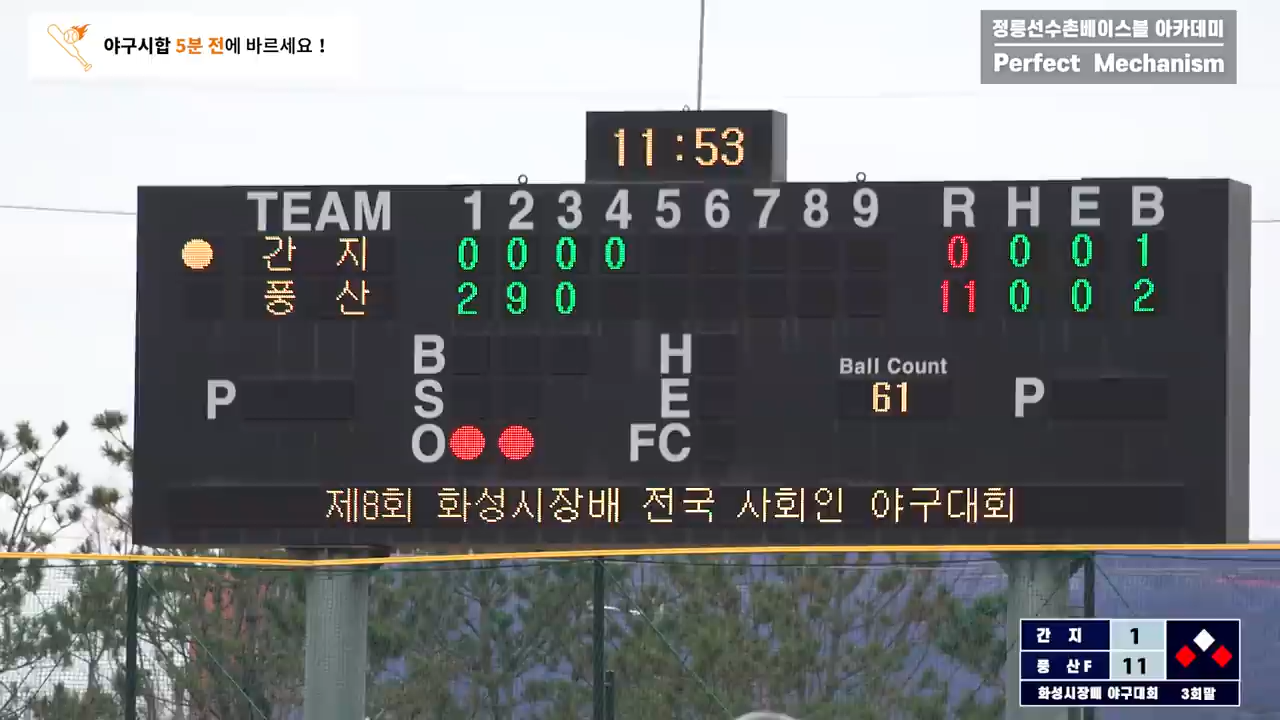 야구시합 5분 전에 바르세요 !
정릉선수촌베이스볼 아카데미
Perfect Mechanism
11:53
TEAM 1 2 3 4 5 6 7 8 9 R H E B
간 지 0 0 0 0 0 0 0 1
풍 산 2 9 0 11 0 0 2
B H Ball Count
P S E 61 P
O FC
제8회 화성시장배 전국 사회인 야구대회
간 지 1
풍 산F 11
화성시장배 야구대회 3회말